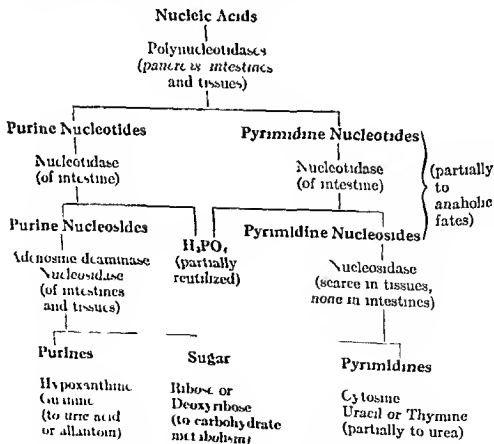 Nucleic Acids
Polynucleotidases
(pancreas intestines
and tissues)
Purine Nucleotides
Pyrimidine Nucleotides
Nucleotidase
(of intestine)
Nucleotidase
(of intestine)
(partially
to
anabolic
fates)
Purine Nucleosides
H₃PO₄
(partially
reutilized)
Pyrimidine Nucleosides
Adenosine deaminase
Nucleosidase
(of intestines
and tissues)
Nucleosidase
(scarce in tissues,
none in intestines)
Purines
Sugar
Pyrimidines
Hypoxanthine
Guanine
(to uric acid
or allantoin)
Ribose or
Deoxyribose
(to carbohydrate
metabolism)
Cytosine
Uracil or Thymine
(partially to urea)